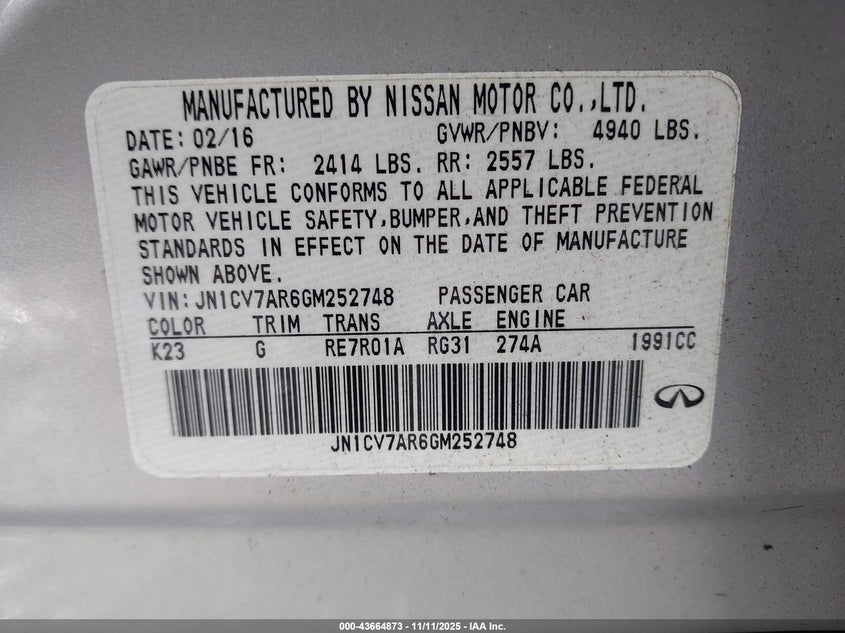 MANUFACTURED BY NISSAN MOTOR CO.,LTD.
DATE: 02/16 GVWR/PNBV: 4940 LBS.
GAWR/PNBE FR: 2414 LBS. RR: 2557 LBS.
THIS VEHICLE CONFORMS TO ALL APPLICABLE FEDERAL
MOTOR VEHICLE SAFETY,BUMPER,AND THEFT PREVENTION
STANDARDS IN EFFECT ON THE DATE OF MANUFACTURE
SHOWN ABOVE.
VIN: JN1CV7AR6GM252748 PASSENGER CAR
COLOR TRIM TRANS AXLE ENGINE
K23 G RE7R01A RG31 274A 1991CC
JN1CV7AR6GM252748
000-43664873 - 11/11/2025 - IAA Inc.